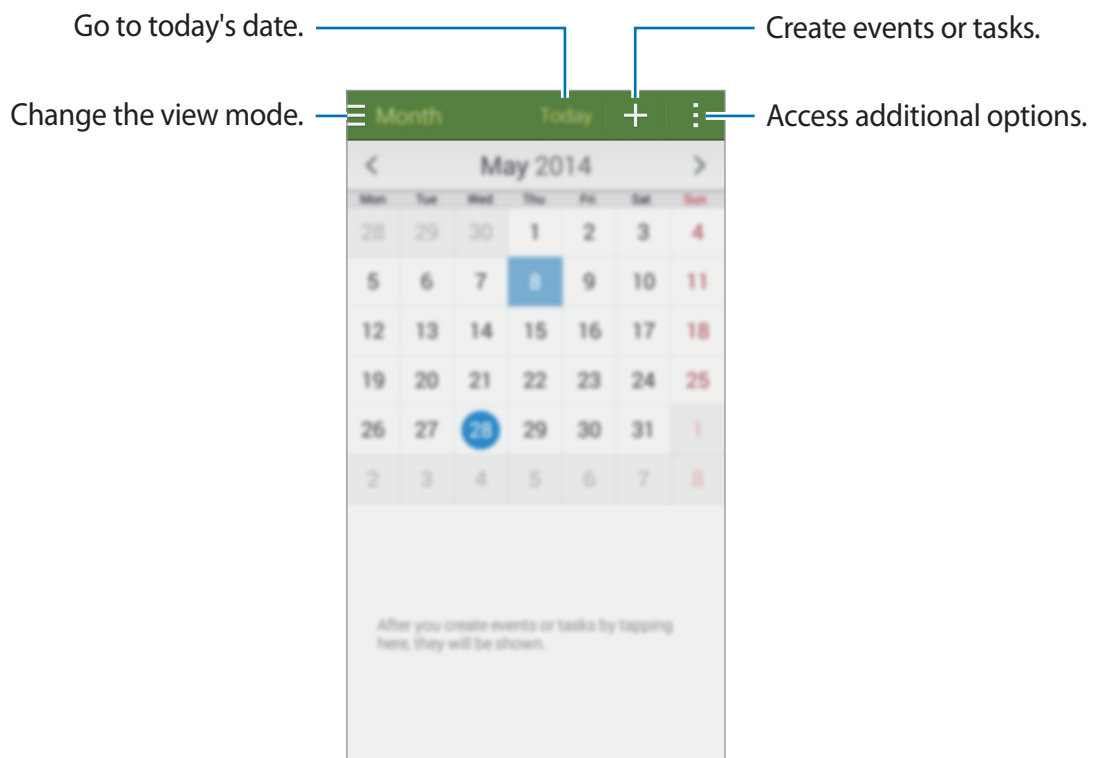 Go to today's date.
Create events or tasks.
Change the view mode.
Access additional options.
Month Today
May 2014
Mon Tue Wed Thu Fri Sat Sun
28 29 30 1 2 3 4
5 6 7 8 9 10 11
12 13 14 15 16 17 18
19 20 21 22 23 24 25
26 27 28 29 30 31 1
2 3 4 5 6 7 8
After you create events or tasks by tapping
here, they will be shown.